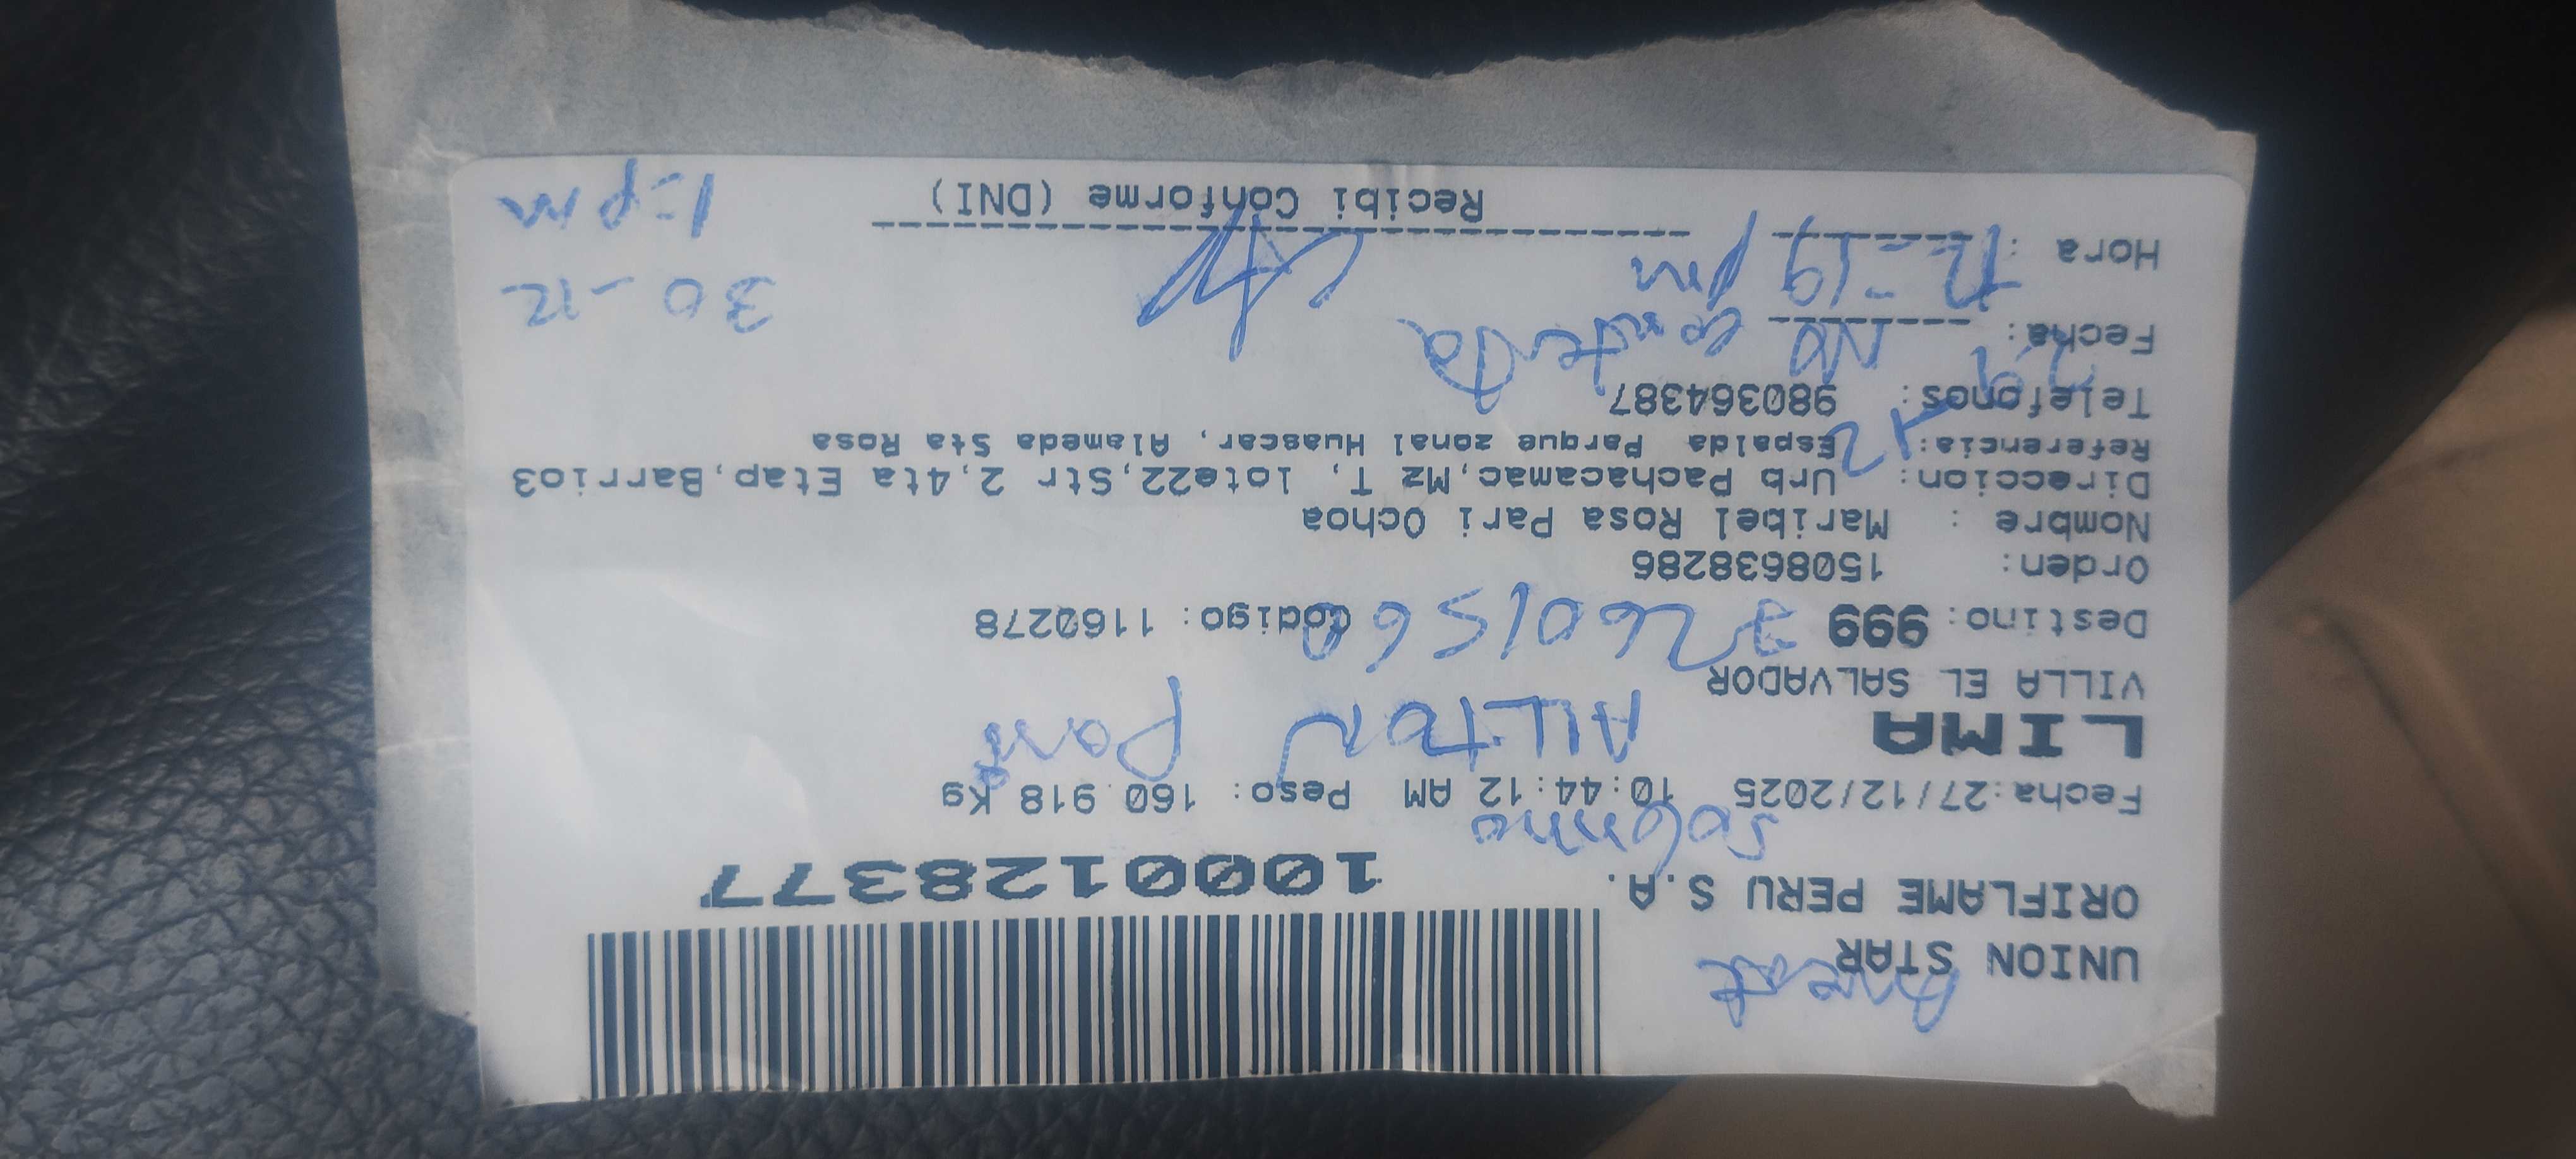 UNION STAR
ORIFLAME PERU S.A.
1000128377
Fecha:27/12/2025 10:44:12 AM Peso: 160.918 Kg
LIMA
AILTON Pari
VILLA EL SALVADOR
Destino: 999 Codigo: 1160278
Orden: 1508638286
Nombre : Maribel Rosa Pari Ochoa
Direccion: Urb Pachacamac,Mz T, lote22,Str 2,4ta Etap,Barrio3
Referencia: Espalda Parque zonal Huascar, Alameda Sta Rosa
Telefonos: 980364387
Fecha: No contesta
30-12
Hora : 12-19 pm
Recibi Conforme (DNI)
1-pm